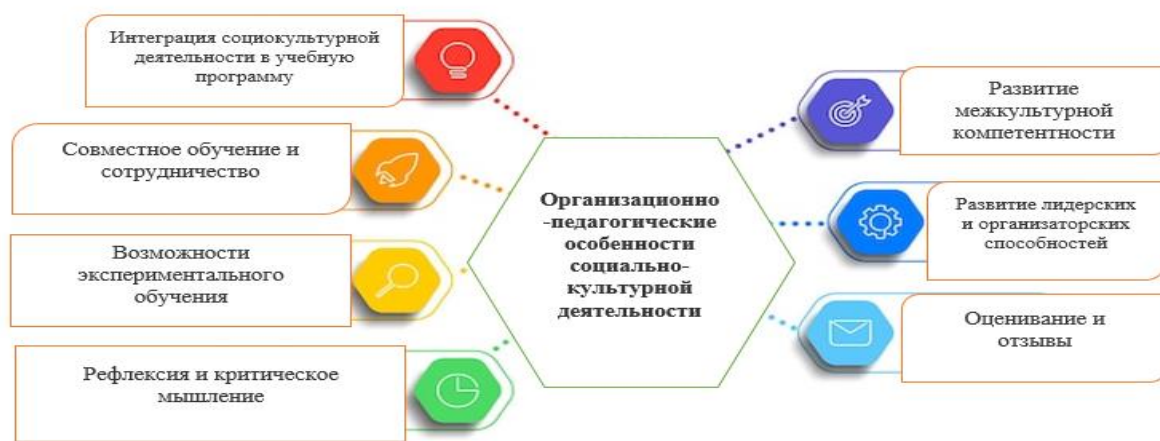 Интеграция социокультурной
деятельности в учебную
программу
Совместное обучение и
сотрудничество
Возможности
экспериментального
обучения
Рефлексия и критическое
мышление
Организационно
-педагогические
особенности
социально-
культурной
деятельности
Развитие
межкультурной
компетентности
Развитие лидерских
и организаторских
способностей
Оценивание и
отзывы